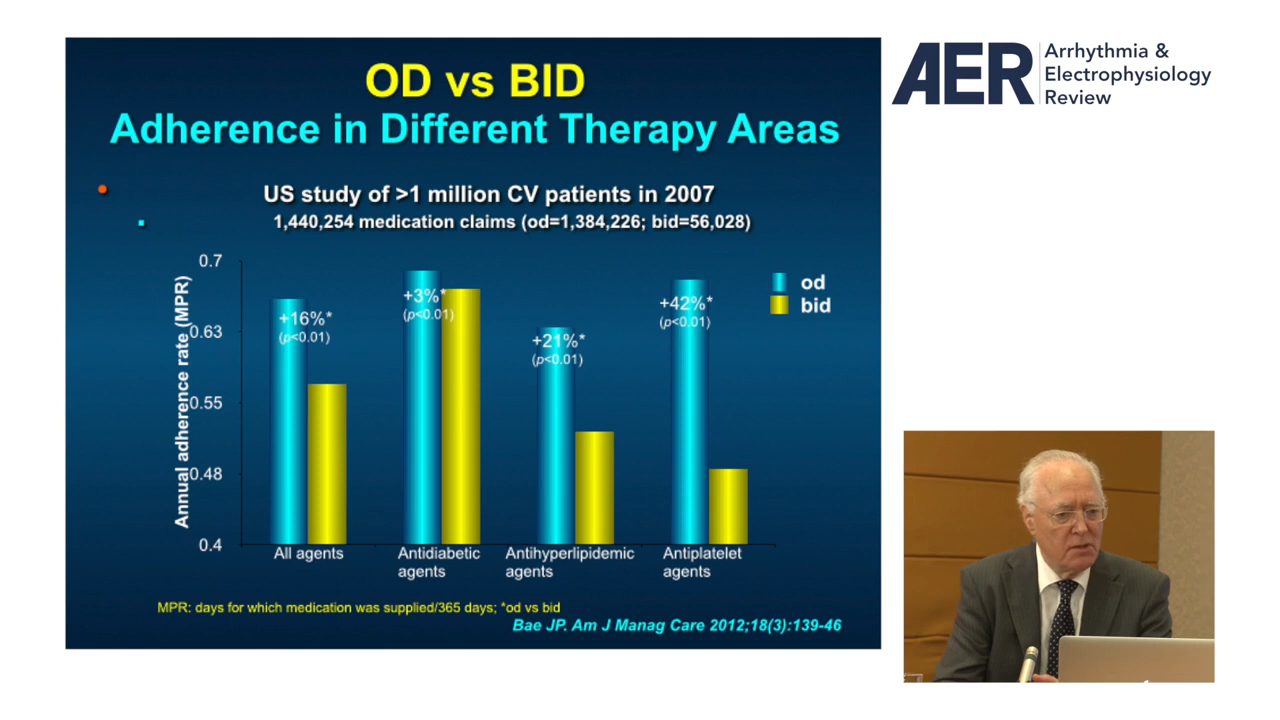 OD vs BID
Adherence in Different Therapy Areas
US study of >1 million CV patients in 2007
1,440,254 medication claims (od=1,384,226; bid=56,028)
Annual adherence rate (MPR)
0.7
0.63
0.55
0.48
0.4
+16%*
(p<0.01)
+3%*
(p<0.01)
+21%*
(p<0.01)
+42%*
(p<0.01)
od
bid
All agents
Antidiabetic
agents
Antihyperlipidemic
agents
Antiplatelet
agents
MPR: days for which medication was supplied/365 days; *od vs bid
Bae JP. Am J Manag Care 2012;18(3):139-46
AER
Arrhythmia &
Electrophysiology
Review